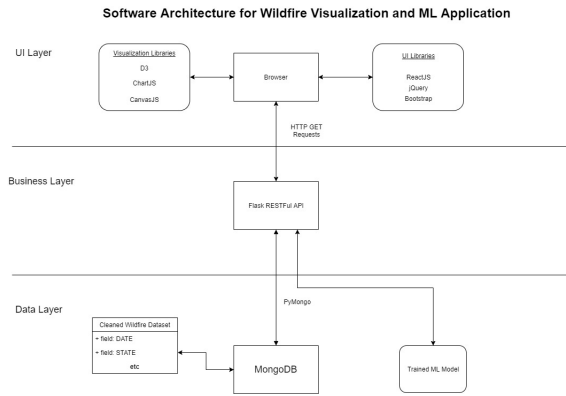 Software Architecture for Wildfire Visualization and ML Application
UI Layer
Visualization Libraries
D3
ChartJS
CanvasJS
Browser
UI Libraries
ReactJS
jQuery
Bootstrap
HTTP GET
Requests
Business Layer
Flask RESTFul API
PyMongo
Data Layer
Cleaned Wildfire Dataset
+ field: DATE
+ field: STATE
etc
MongoDB
Trained ML Model